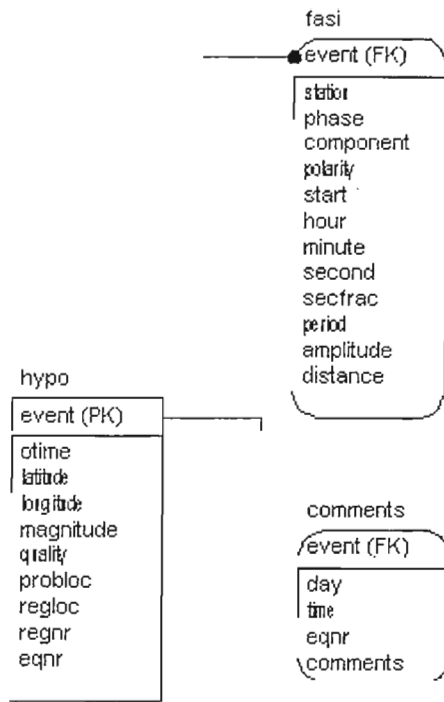 fasi
event (FK)
station
phase
component
polarity
start
hour
minute
second
secfrac
period
amplitude
distance
hypo
event (PK)
otime
latitude
longitude
magnitude
quality
probloc
regloc
regnr
eqnr
comments
event (FK)
day
time
eqnr
comments